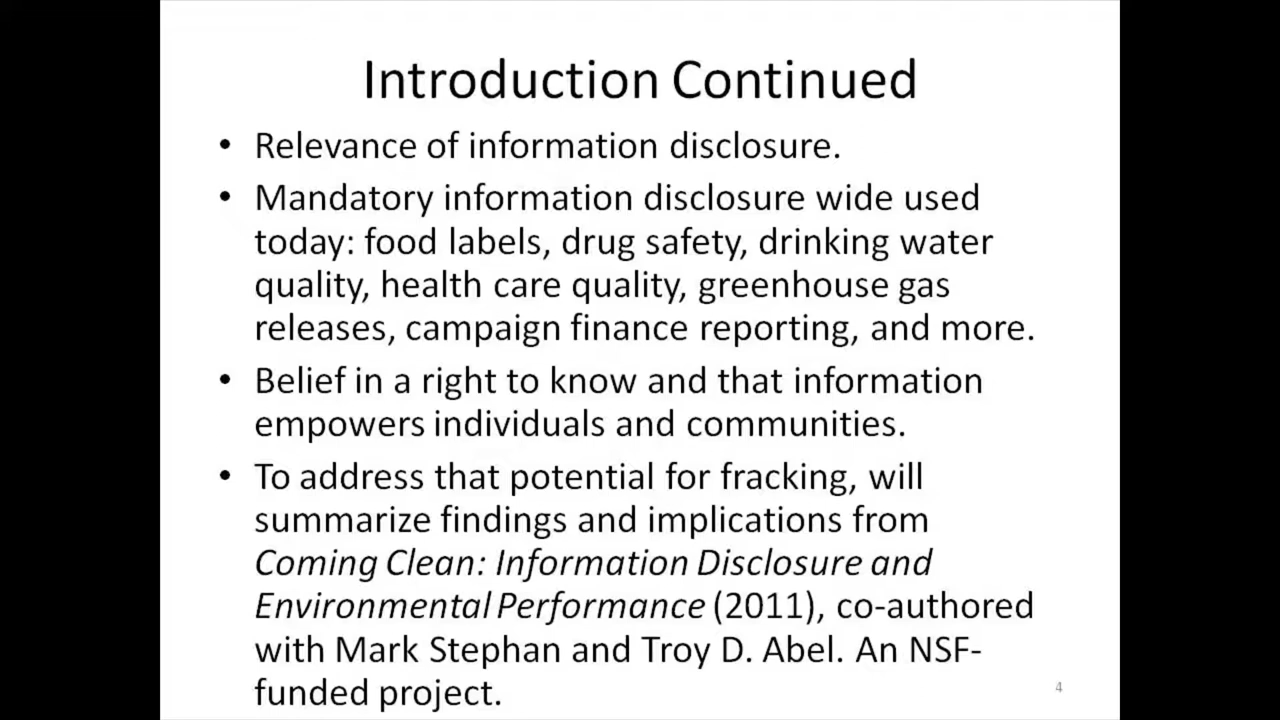 Introduction Continued
• Relevance of information disclosure.
• Mandatory information disclosure wide used
today: food labels, drug safety, drinking water
quality, health care quality, greenhouse gas
releases, campaign finance reporting, and more.
• Belief in a right to know and that information
empowers individuals and communities.
• To address that potential for fracking, will
summarize findings and implications from
Coming Clean: Information Disclosure and
Environmental Performance (2011), co-authored
with Mark Stephan and Troy D. Abel. An NSF-
funded project.
4